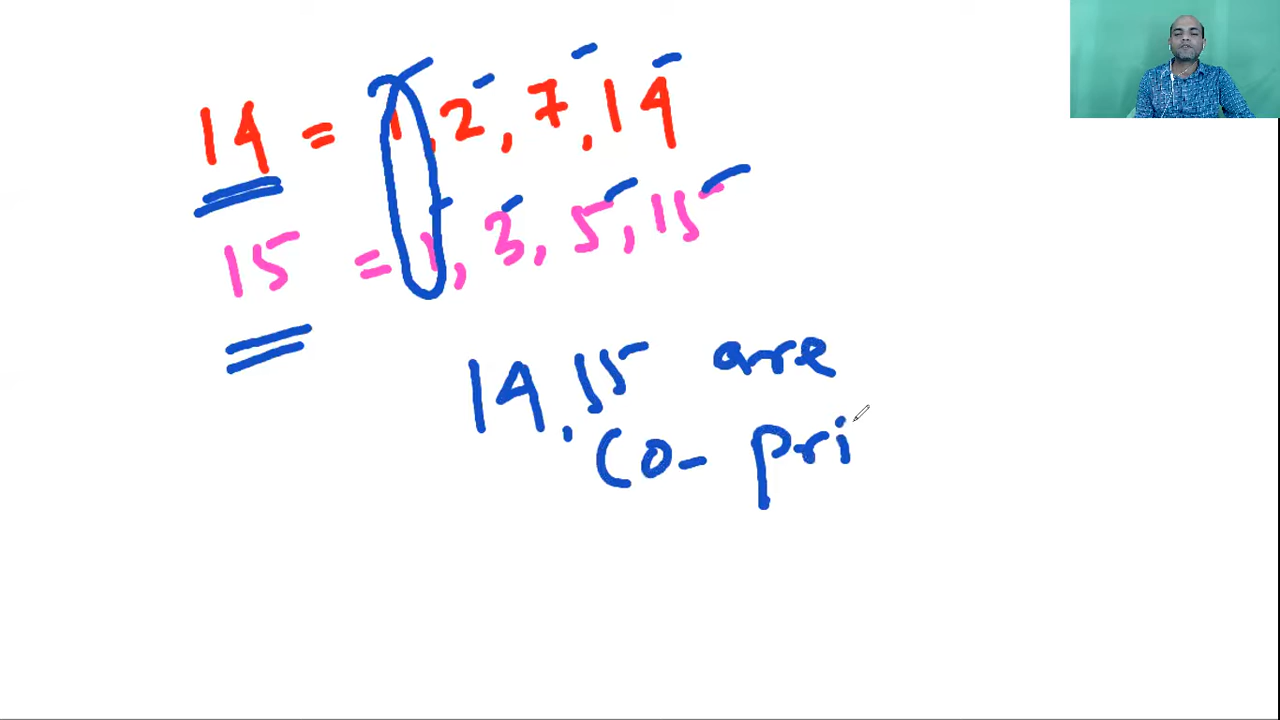 14 = 1, 2, 7, 14
15 = 1, 3, 5, 15
14, 15 are
Co- pri